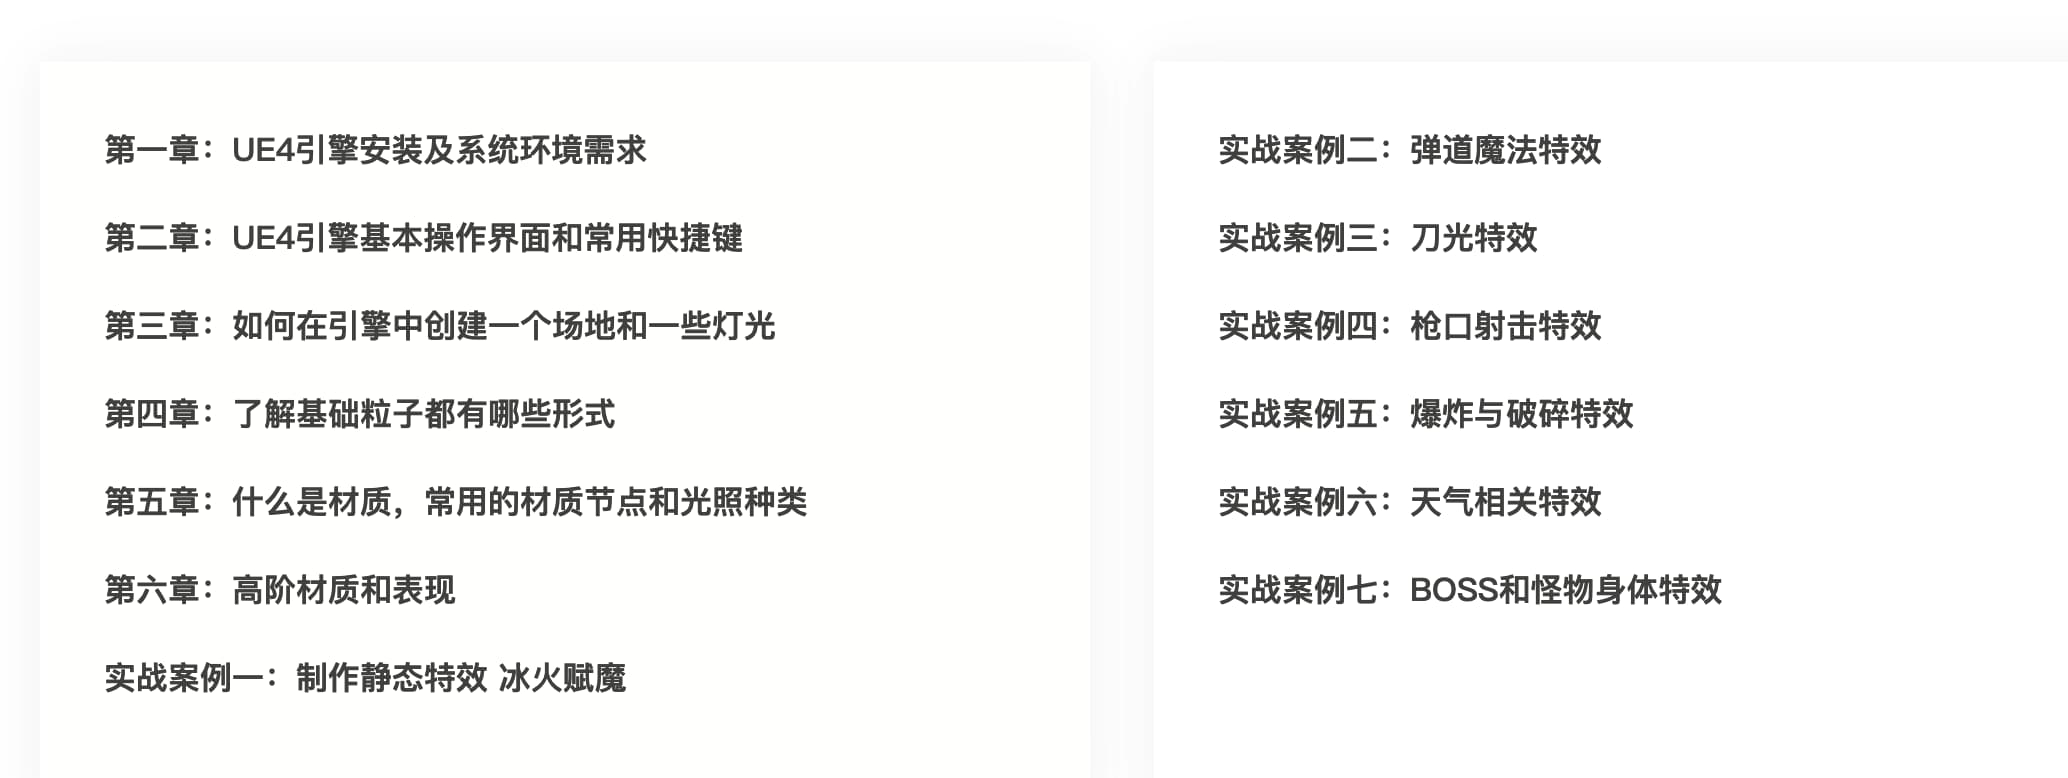 第一章：UE4引擎安装及系统环境需求
第二章：UE4引擎基本操作界面和常用快捷键
第三章：如何在引擎中创建一个场地和一些灯光
第四章：了解基础粒子都有哪些形式
第五章：什么是材质，常用的材质节点和光照种类
第六章：高阶材质和表现
实战案例一：制作静态特效 冰火赋魔
实战案例二：弹道魔法特效
实战案例三：刀光特效
实战案例四：枪口射击特效
实战案例五：爆炸与破碎特效
实战案例六：天气相关特效
实战案例七：BOSS和怪物身体特效